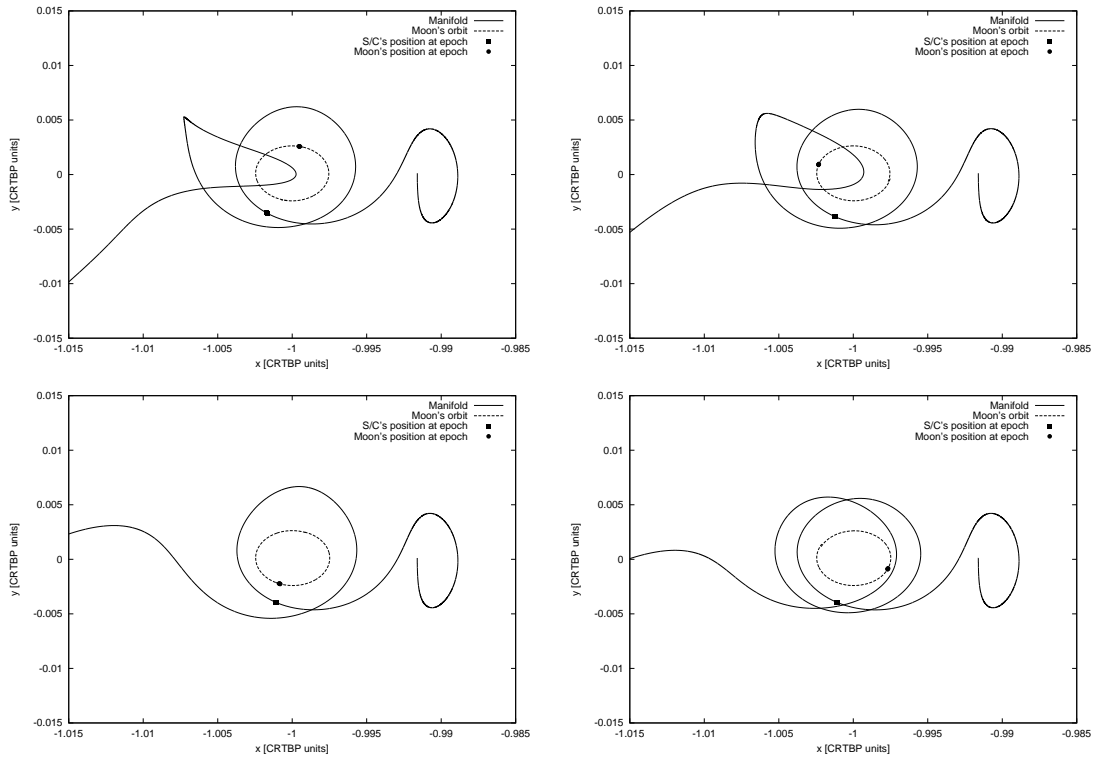 0.015
0.01
0.005
0
-0.005
-0.01
-0.015
-1.015 -1.01 -1.005 -1 -0.995 -0.99 -0.985
y [CRTBP units]
x [CRTBP units]
Manifold
Moon's orbit
S/C's position at epoch
Moon's position at epoch
0.015
0.01
0.005
0
-0.005
-0.01
-0.015
-1.015 -1.01 -1.005 -1 -0.995 -0.99 -0.985
y [CRTBP units]
x [CRTBP units]
Manifold
Moon's orbit
S/C's position at epoch
Moon's position at epoch
0.015
0.01
0.005
0
-0.005
-0.01
-0.015
-1.015 -1.01 -1.005 -1 -0.995 -0.99 -0.985
y [CRTBP units]
x [CRTBP units]
Manifold
Moon's orbit
S/C's position at epoch
Moon's position at epoch
0.015
0.01
0.005
0
-0.005
-0.01
-0.015
-1.015 -1.01 -1.005 -1 -0.995 -0.99 -0.985
y [CRTBP units]
x [CRTBP units]
Manifold
Moon's orbit
S/C's position at epoch
Moon's position at epoch